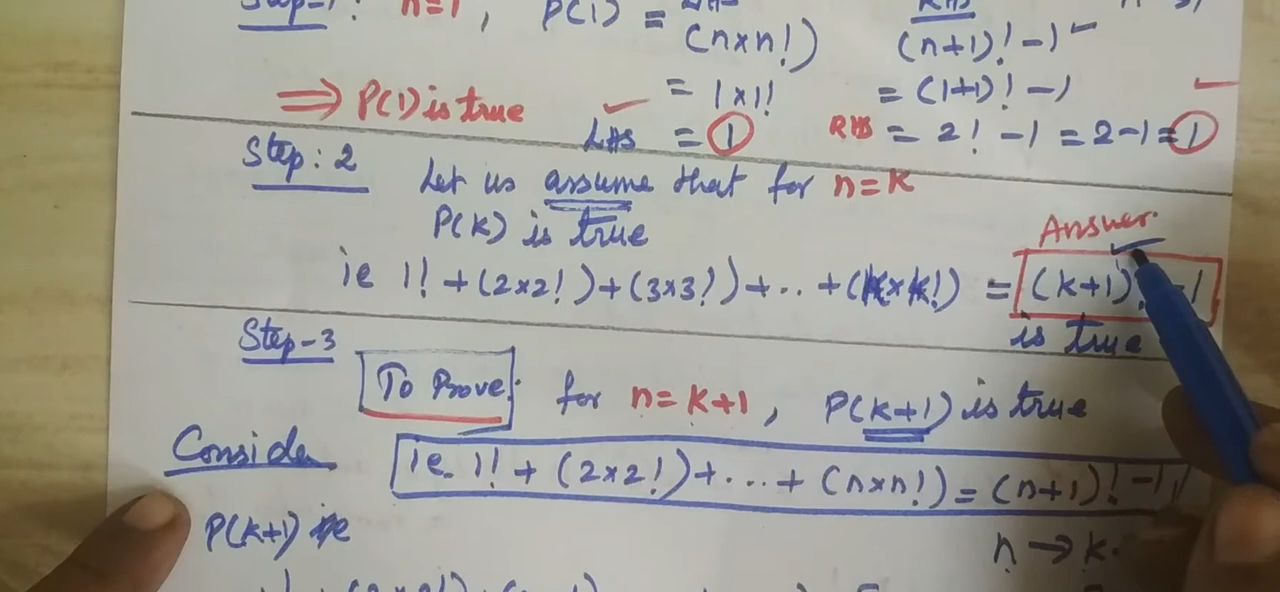 Step-1: n=1, P(1) = (n×n!) (n+1)! -1
= 1×1! = (1+1)! -1
⇒ P(1) is true
LHS = 1 RHS = 2! -1 = 2-1 = 1
Step: 2 Let us assume that for n=k
P(k) is true
Answer.
ie 1! + (2×2!) + (3×3!) + .. + (k×k!) = (k+1)! -1
is true
Step-3
To Prove: for n=k+1, P(k+1) is true
Consider
ie. 1! + (2×2!) + ... + (n×n!) = (n+1)! -1
P(k+1) ie
n → k